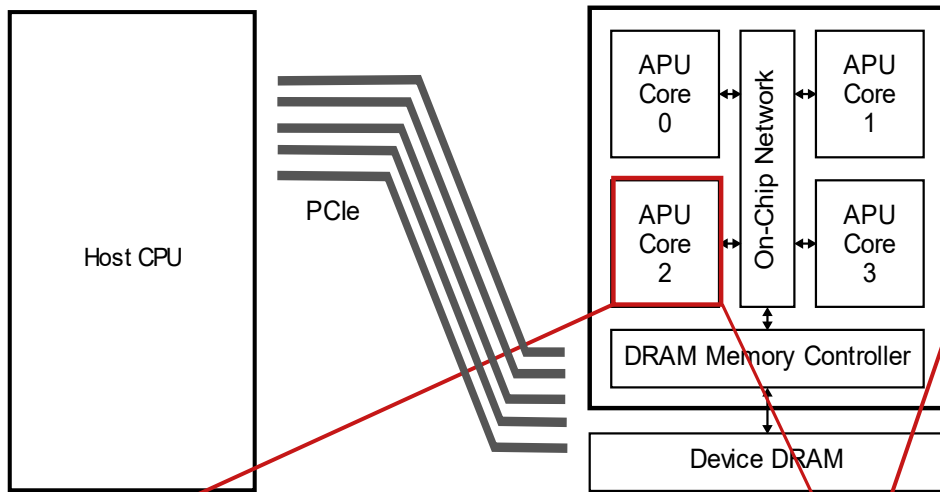 Host CPU
PCIe
APU
Core
0
APU
Core
1
On-Chip Network
APU
Core
2
APU
Core
3
DRAM Memory Controller
Device DRAM